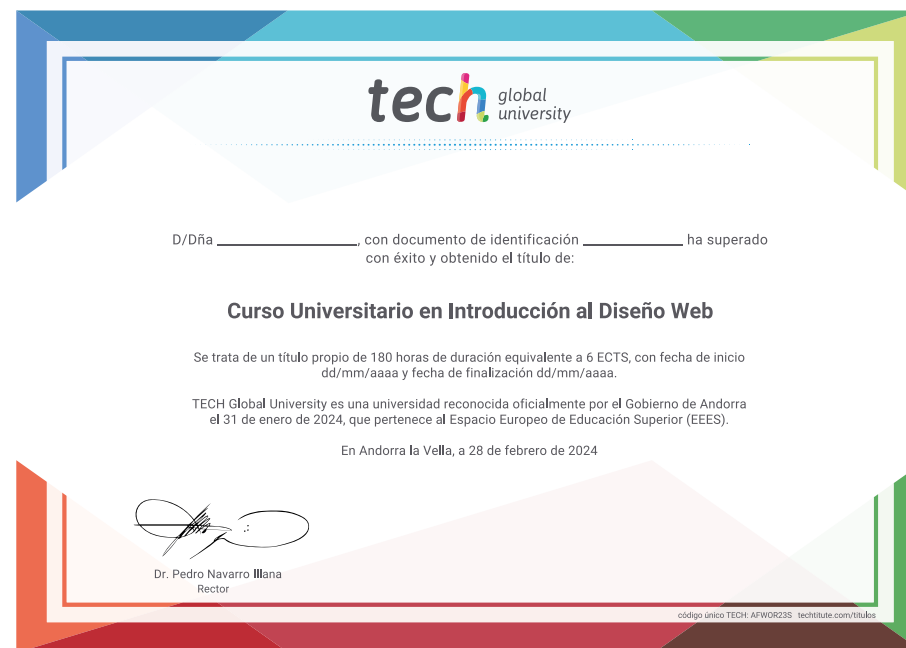 tech global university
D/Dña ______________, con documento de identificación __________ ha superado
con éxito y obtenido el título de:
Curso Universitario en Introducción al Diseño Web
Se trata de un título propio de 180 horas de duración equivalente a 6 ECTS, con fecha de inicio
dd/mm/aaaa y fecha de finalización dd/mm/aaaa.
TECH Global University es una universidad reconocida oficialmente por el Gobierno de Andorra
el 31 de enero de 2024, que pertenece al Espacio Europeo de Educación Superior (EEES).
En Andorra la Vella, a 28 de febrero de 2024
Dr. Pedro Navarro Illana
Rector
código único TECH: AFWOR23S techtitute.com/titulos